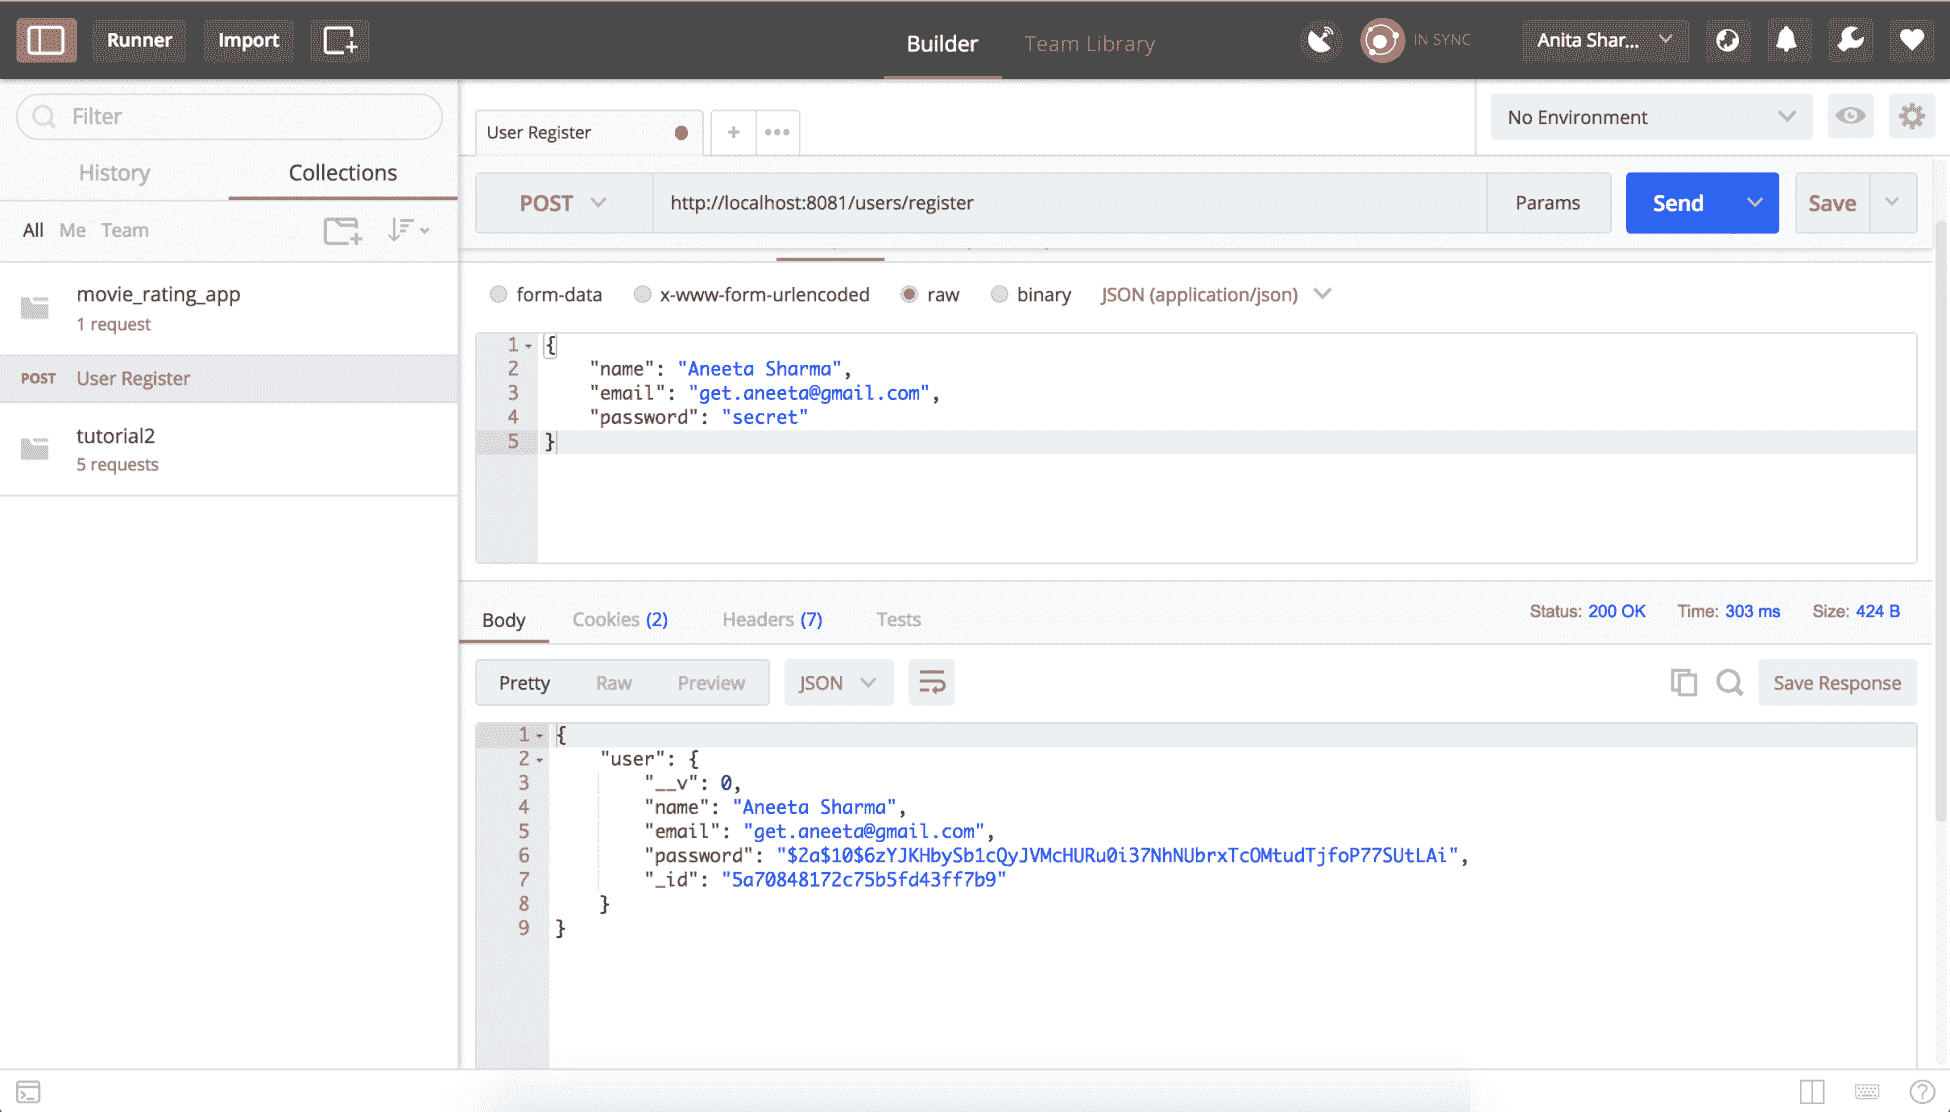 Runner Import Builder Team Library IN SYNC Anita Shar...
Filter
History Collections
All Me Team
movie_rating_app
1 request
POST User Register
tutorial2
5 requests
User Register + •••
No Environment
POST http://localhost:8081/users/register Params Send Save
form-data x-www-form-urlencoded raw binary JSON (application/json)
1 {
2 "name": "Aneeta Sharma",
3 "email": "get.aneeta@gmail.com",
4 "password": "secret"
5 }
Body Cookies (2) Headers (7) Tests Status: 200 OK Time: 303 ms Size: 424 B
Pretty Raw Preview JSON Save Response
1 {
2 "user": {
3 "__v": 0,
4 "name": "Aneeta Sharma",
5 "email": "get.aneeta@gmail.com",
6 "password": "$2a$10$6zYJKHbySb1cQyJVMcHURu0i37NhNUbrxTcOMtudTjfoP77SUtLAi",
7 "_id": "5a70848172c75b5fd43ff7b9"
8 }
9 }